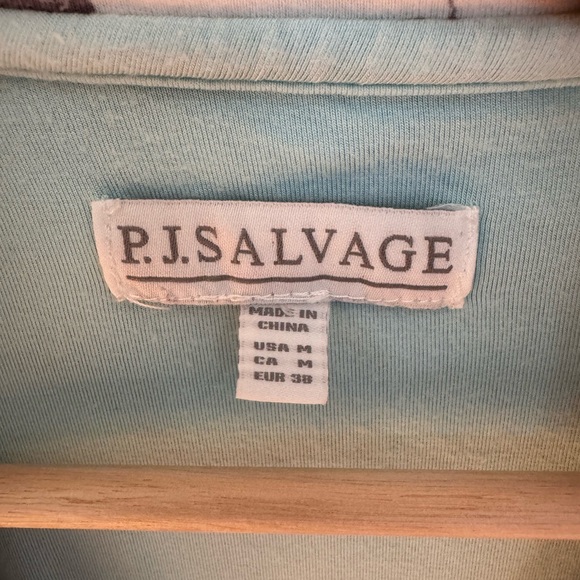 P.J.SALVAGE
MADE IN
CHINA
USA M
CA M
EUR 38